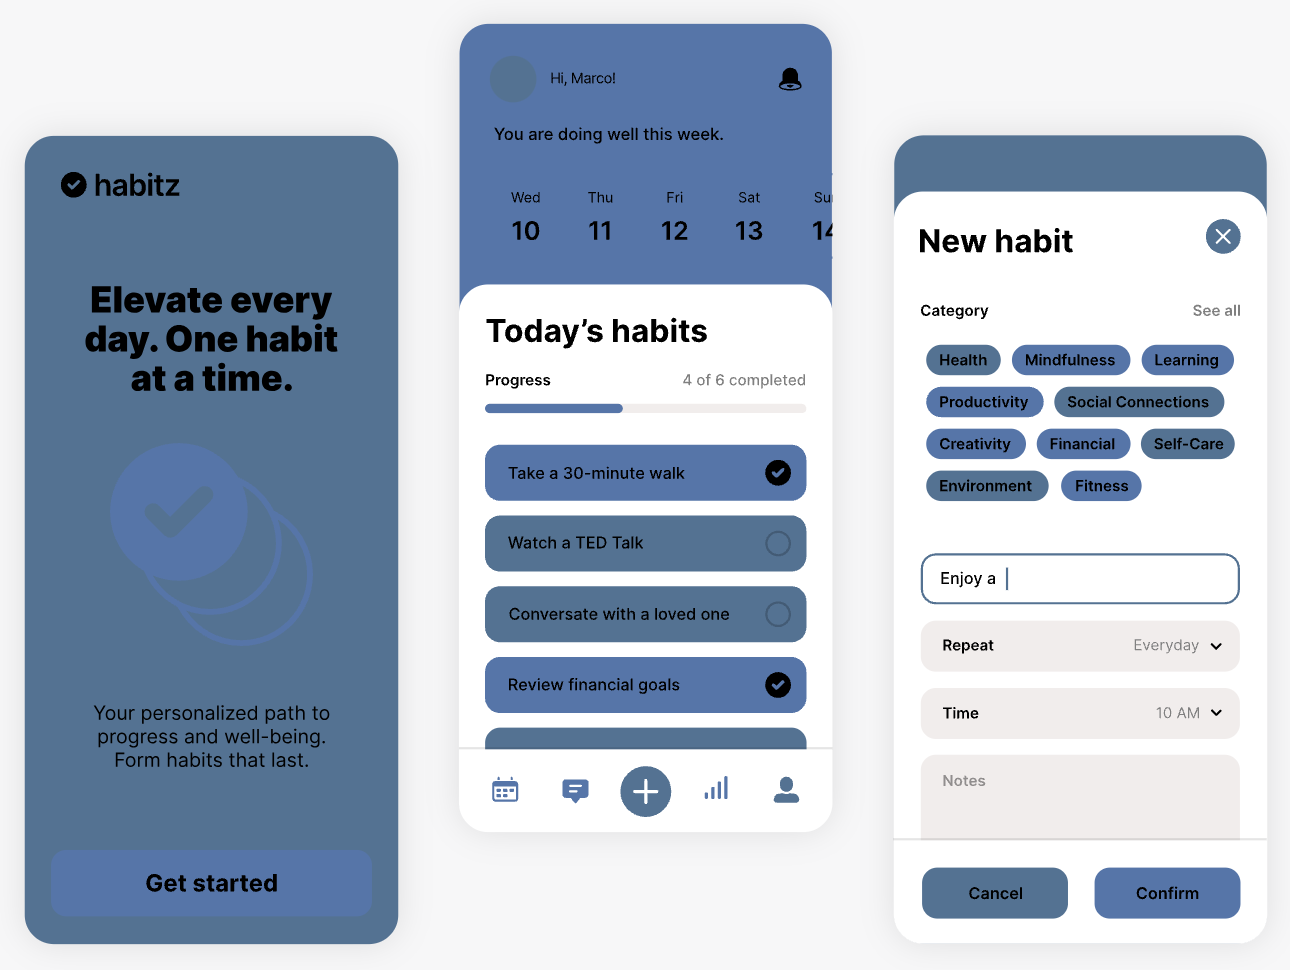 habitz
Elevate every
day. One habit
at a time.
Your personalized path to
progress and well-being.
Form habits that last.
Get started
Hi, Marco!
You are doing well this week.
Wed Thu Fri Sat Su
10 11 12 13 14
Today’s habits
Progress 4 of 6 completed
Take a 30-minute walk
Watch a TED Talk
Conversate with a loved one
Review financial goals
New habit
Category See all
Health Mindfulness Learning
Productivity Social Connections
Creativity Financial Self-Care
Environment Fitness
Enjoy a
Repeat Everyday
Time 10 AM
Notes
Cancel Confirm